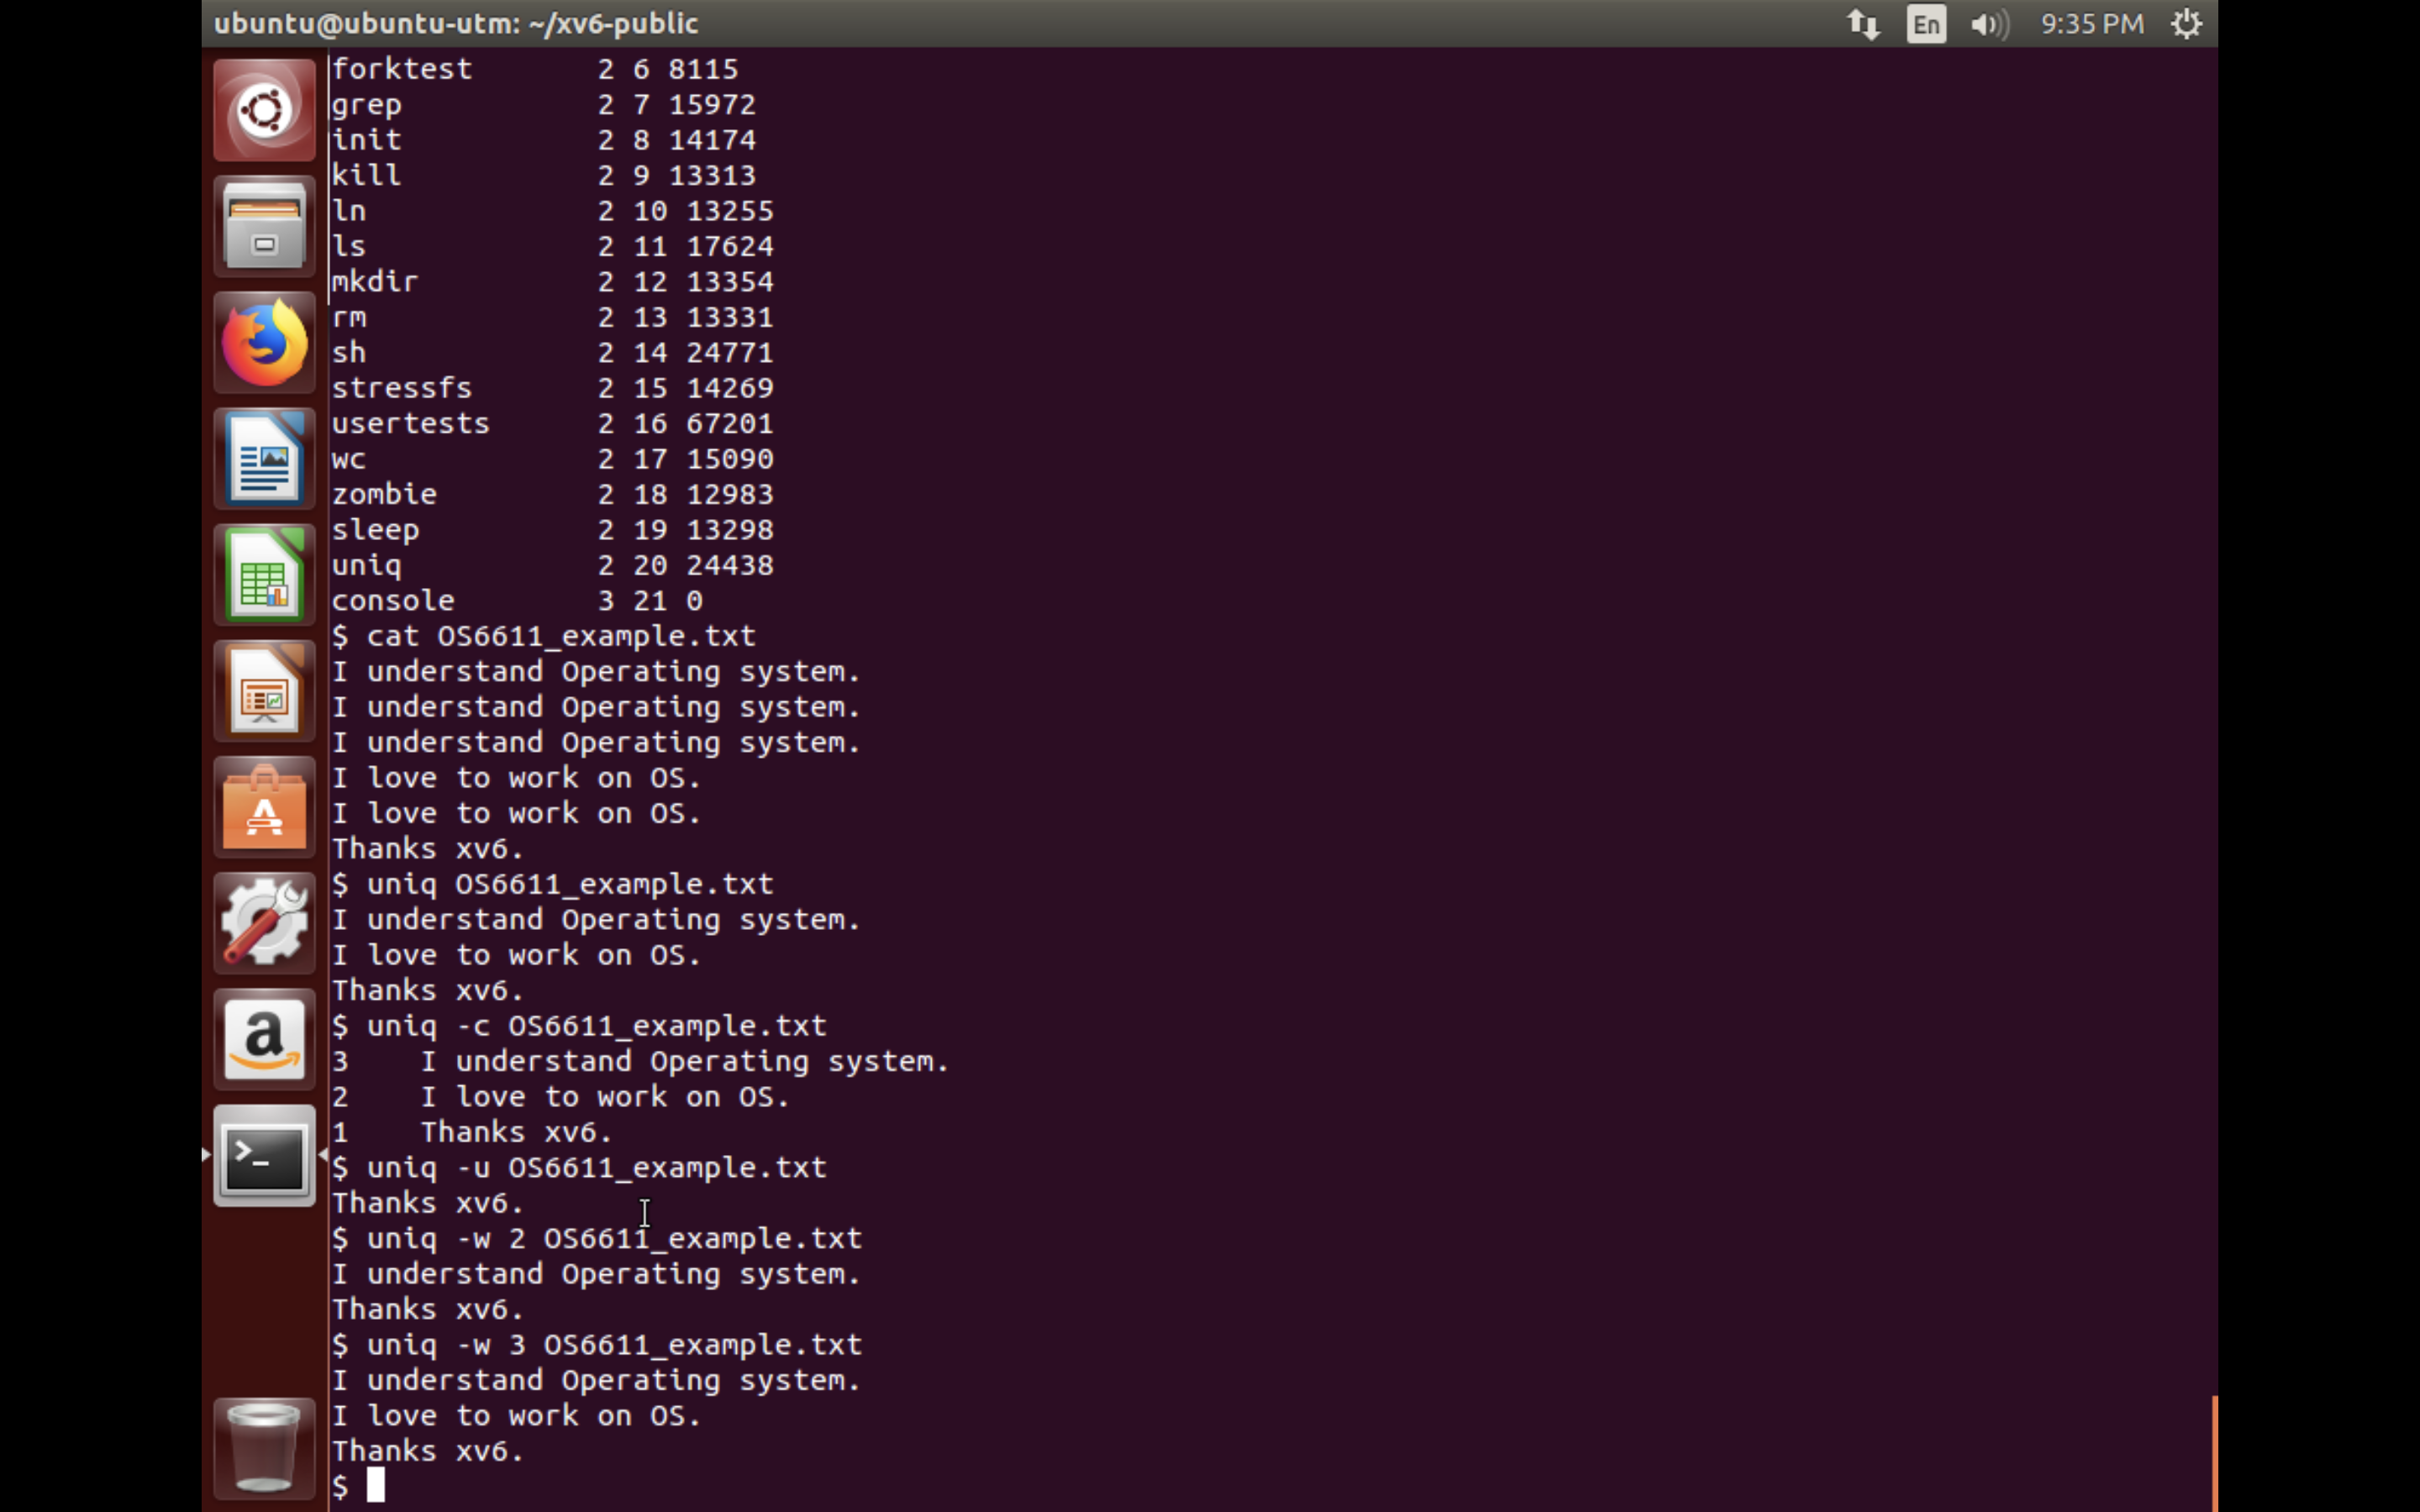 ubuntu@ubuntu-utm: ~/xv6-public En 9:35 PM
forktest       2 6 8115
grep           2 7 15972
init           2 8 14174
kill           2 9 13313
ln             2 10 13255
ls             2 11 17624
mkdir          2 12 13354
rm             2 13 13331
sh             2 14 24771
stressfs       2 15 14269
usertests      2 16 67201
wc             2 17 15090
zombie         2 18 12983
sleep          2 19 13298
uniq           2 20 24438
console        3 21 0
$ cat OS6611_example.txt
I understand Operating system.
I understand Operating system.
I understand Operating system.
I love to work on OS.
I love to work on OS.
Thanks xv6.
$ uniq OS6611_example.txt
I understand Operating system.
I love to work on OS.
Thanks xv6.
$ uniq -c OS6611_example.txt
3    I understand Operating system.
2    I love to work on OS.
1    Thanks xv6.
$ uniq -u OS6611_example.txt
Thanks xv6.
$ uniq -w 2 OS6611_example.txt
I understand Operating system.
Thanks xv6.
$ uniq -w 3 OS6611_example.txt
I understand Operating system.
I love to work on OS.
Thanks xv6.
$